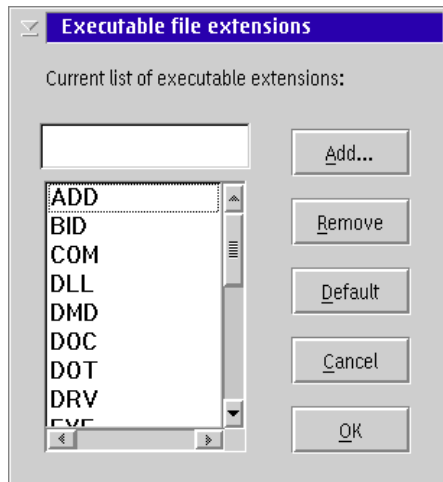 Executable file extensions
Current list of executable extensions:
Add...
ADD
BID
COM
DLL
DMD
DOC
DOT
DRV
Remove
Default
Cancel
OK